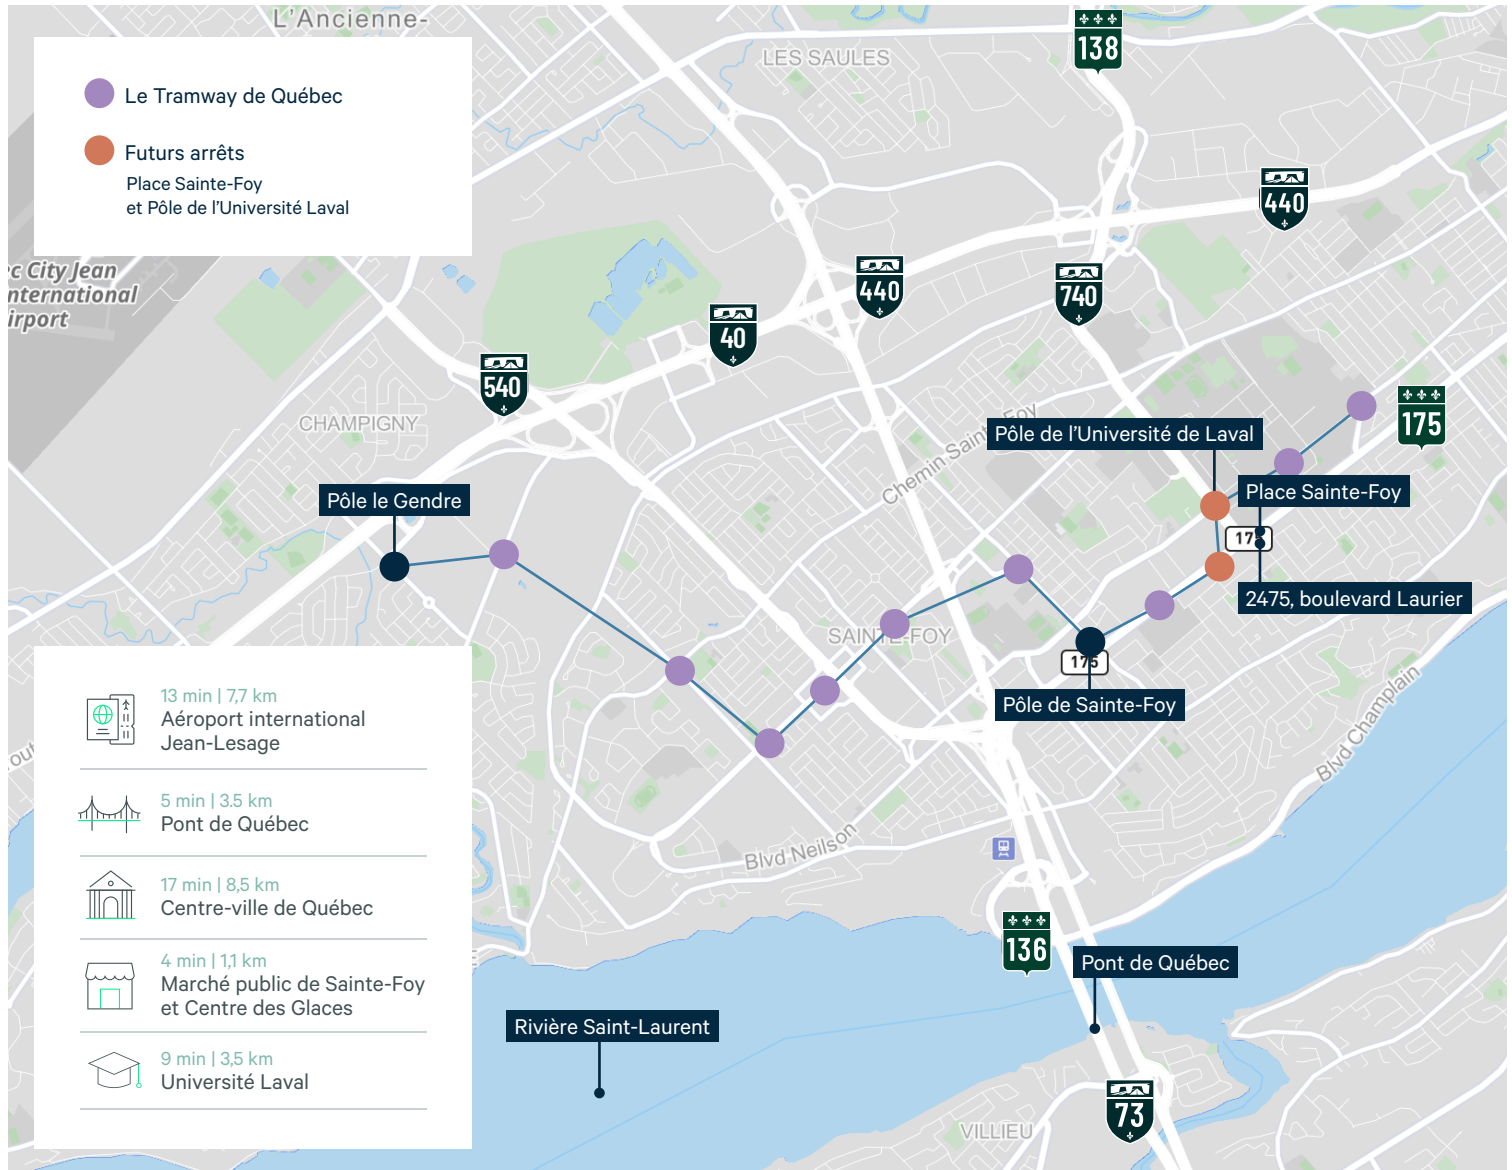 L'Ancienne-
LES SAULES
138
Le Tramway de Québec
Futurs arrêts
Place Sainte-Foy
et Pôle de l'Université Laval
440
ec City Jean
nternational
irport
440
740
40
540
CHAMPIGNY
175
Chemin Sainte-Foy
Pôle de l'Université de Laval
Pôle le Gendre
Place Sainte-Foy
175
2475, boulevard Laurier
SAINTE-FOY
175
Pôle de Sainte-Foy
Blvd Champlain
13 min | 7,7 km
Aéroport international
Jean-Lesage
5 min | 3.5 km
Pont de Québec
17 min | 8,5 km
Centre-ville de Québec
4 min | 1,1 km
Marché public de Sainte-Foy
et Centre des Glaces
9 min | 3,5 km
Université Laval
Blvd Neilson
136
Pont de Québec
Rivière Saint-Laurent
73
VILLIEU